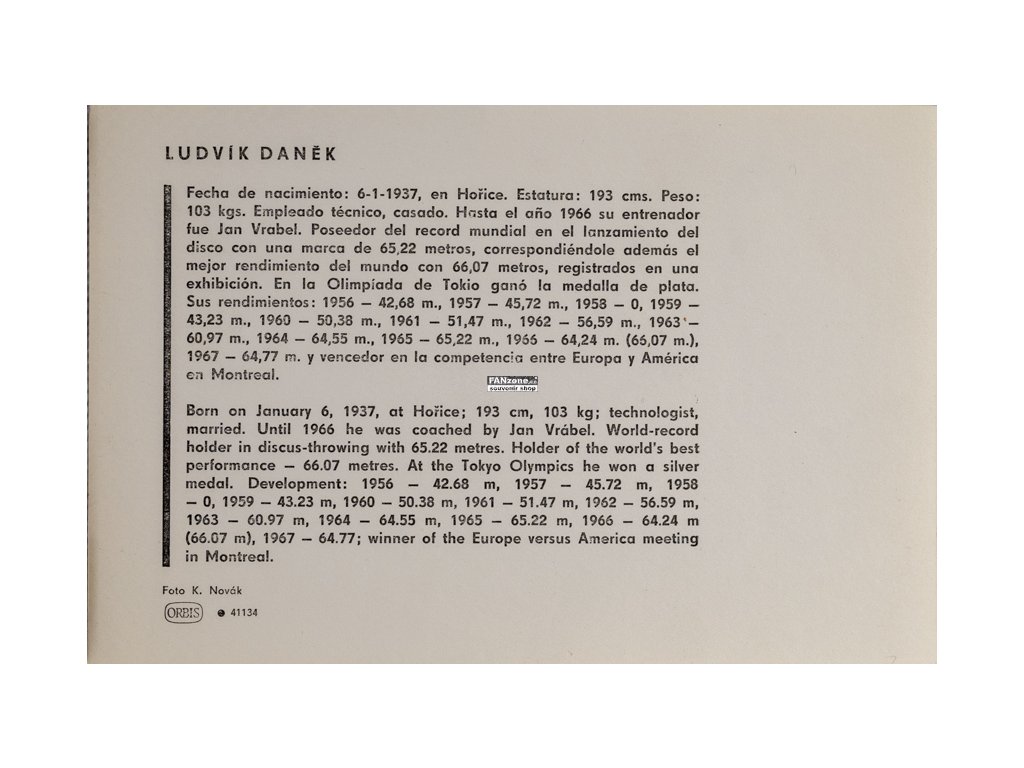 LUDVÍK DANĚK
Fecha de nacimiento: 6-1-1937, en Hořice. Estatura: 193 cms. Peso:
103 kgs. Empleado técnico, casado. Hasta el año 1966 su entrenador
fue Jan Vrabel. Poseedor del record mundial en el lanzamiento del
disco con una marca de 65,22 metros, correspondiéndole además el
mejor rendimiento del mundo con 66,07 metros, registrados en una
exhibición. En la Olimpíada de Tokio ganó la medalla de plata.
Sus rendimientos: 1956 — 42,68 m., 1957 — 45,72 m., 1958 — 0, 1959 —
43,23 m., 1960 — 50,38 m., 1961 — 51,47 m., 1962 — 56,59 m., 1963 —
60,97 m., 1964 — 64,55 m., 1965 — 65,22 m., 1966 — 64,24 m. (66,07 m.),
1967 — 64,77 m. y vencedor en la competencia entre Europa y América
en Montreal.
FANzone.cz
souvenir shop
Born on January 6, 1937, at Hořice; 193 cm, 103 kg; technologist,
married. Until 1966 he was coached by Jan Vrábel. World-record
holder in discus-throwing with 65.22 metres. Holder of the world's best
performance — 66.07 metres. At the Tokyo Olympics he won a silver
medal. Development: 1956 — 42.68 m, 1957 — 45.72 m, 1958
— 0, 1959 — 43.23 m, 1960 — 50.38 m, 1961 — 51.47 m, 1962 — 56.59 m,
1963 — 60.97 m, 1964 — 64.55 m, 1965 — 65.22 m, 1966 — 64.24 m
(66.07 m), 1967 — 64.77; winner of the Europe versus America meeting
in Montreal.
Foto K. Novák
ORBIS 41134